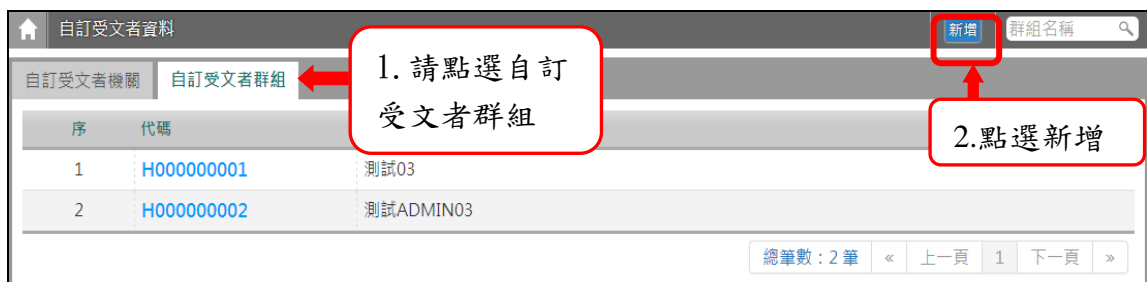 自訂受文者資料
新增
群組名稱
自訂受文者機關
自訂受文者群組
1.請點選自訂
受文者群組
2.點選新增
序 代碼
1 H000000001 測試03
2 H000000002 測試ADMIN03
總筆數：2 筆 « 上一頁 1 下一頁 »